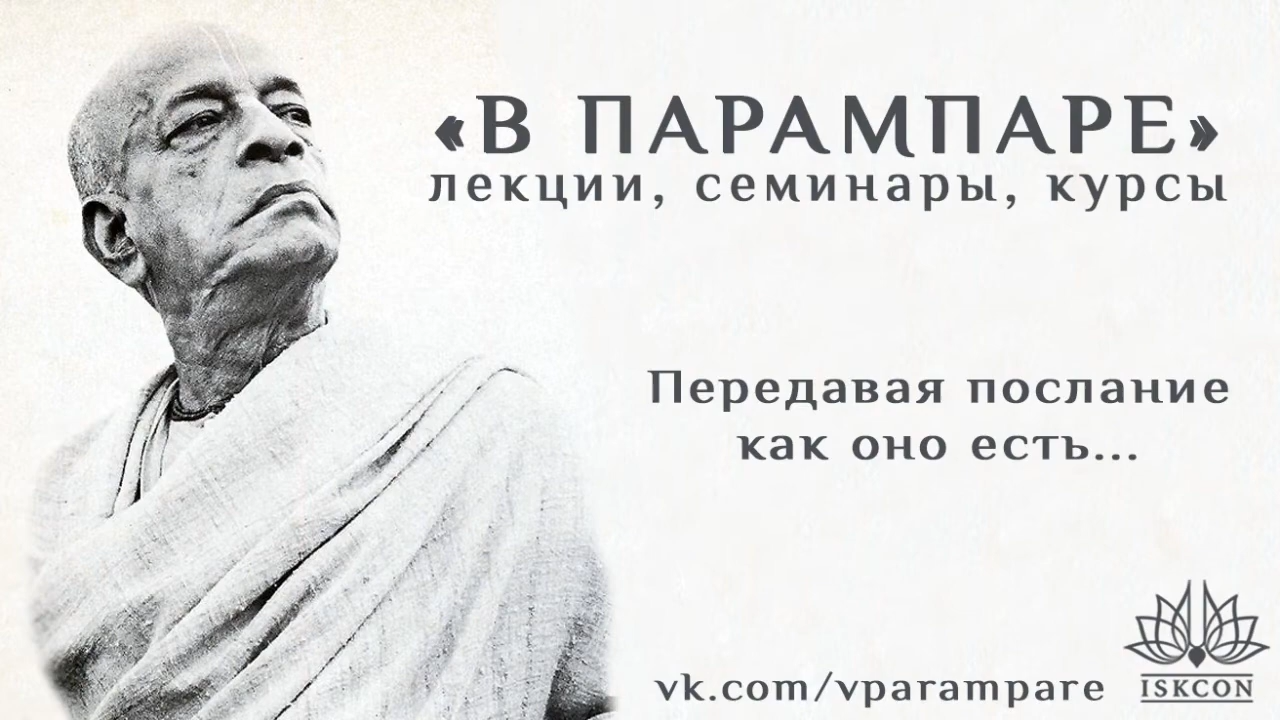 «В ПАРАМПАРЕ»
лекции, семинары, курсы
Передавая послание
как оно есть...
vk.com/vparampare
ISKCON